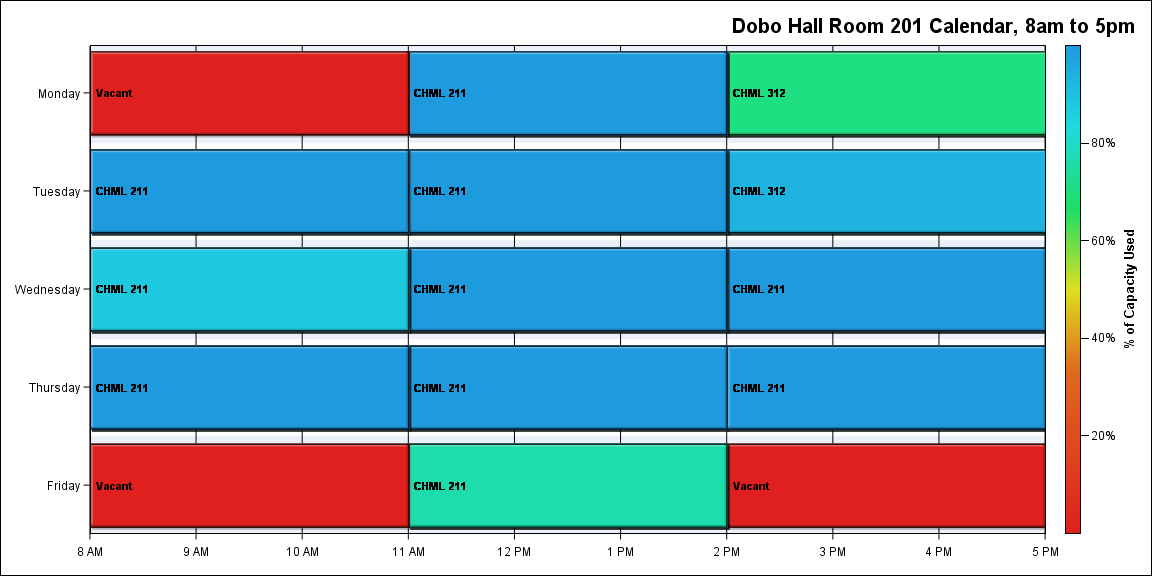 Dobo Hall Room 201 Calendar, 8am to 5pm
Monday
Vacant
CHML 211
CHML 312
Tuesday
CHML 211
CHML 211
CHML 312
Wednesday
CHML 211
CHML 211
CHML 211
Thursday
CHML 211
CHML 211
CHML 211
Friday
Vacant
CHML 211
Vacant
8 AM
9 AM
10 AM
11 AM
12 PM
1 PM
2 PM
3 PM
4 PM
5 PM
80%
60%
40%
20%
% of Capacity Used